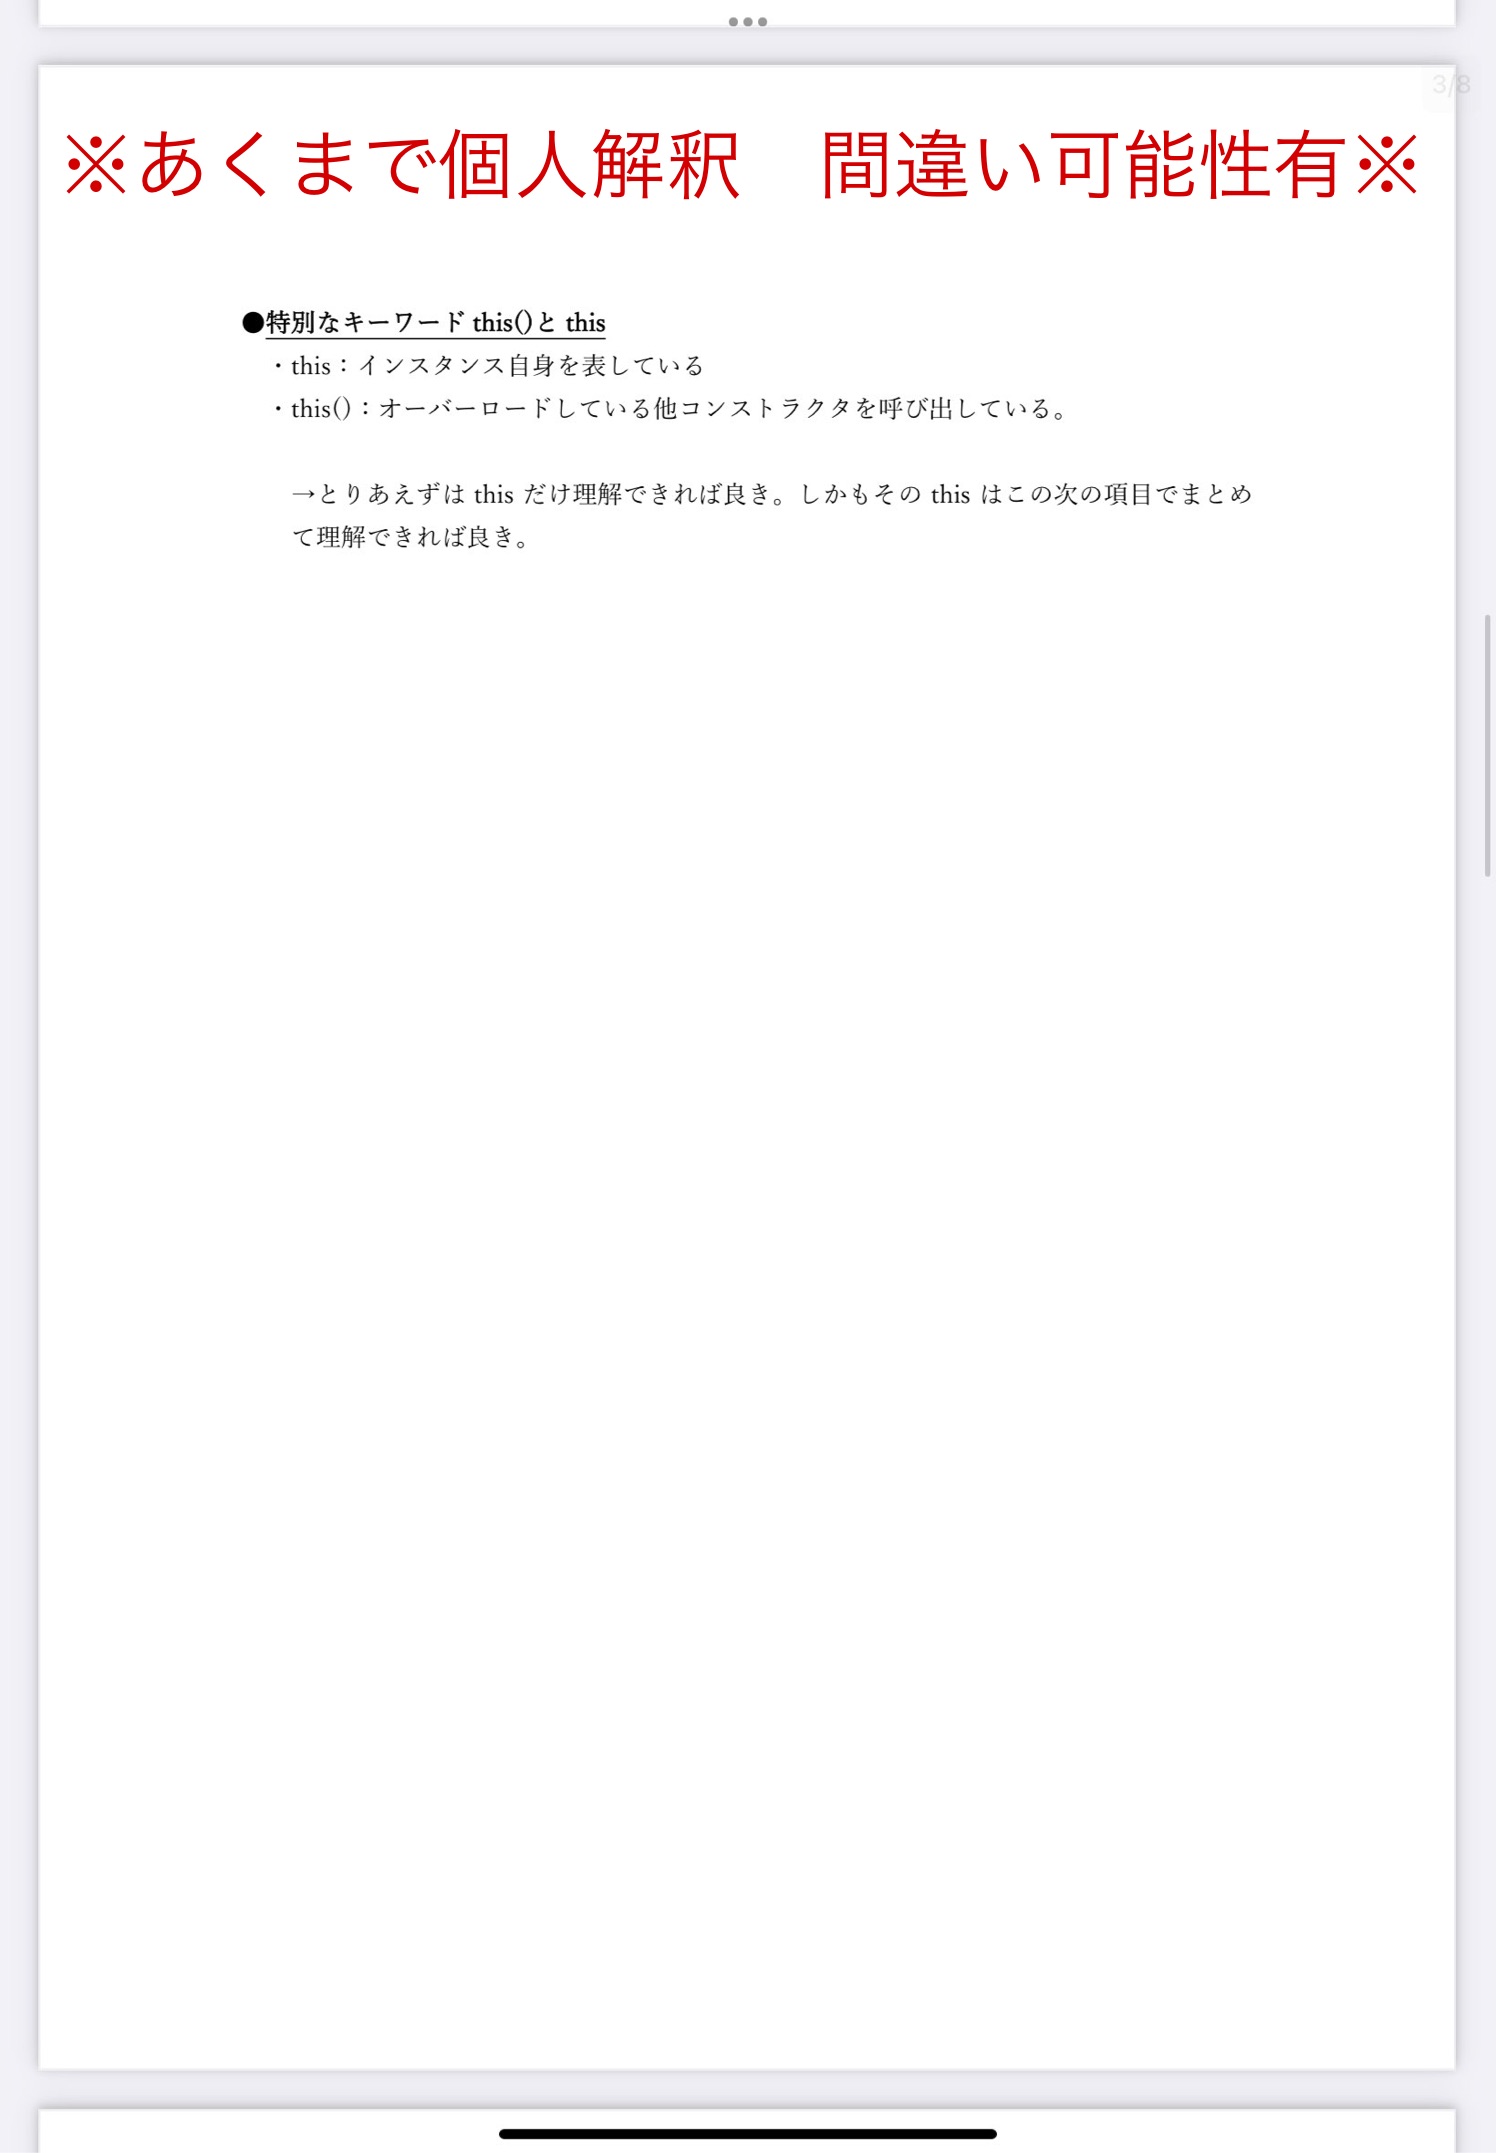 3/8
※あくまで個人解釈　間違い可能性有※
●特別なキーワード this()と this
・this：インスタンス自身を表している
・this()：オーバーロードしている他コンストラクタを呼び出している。
→とりあえずは this だけ理解できれば良き。しかもその this はこの次の項目でまとめ
て理解できれば良き。